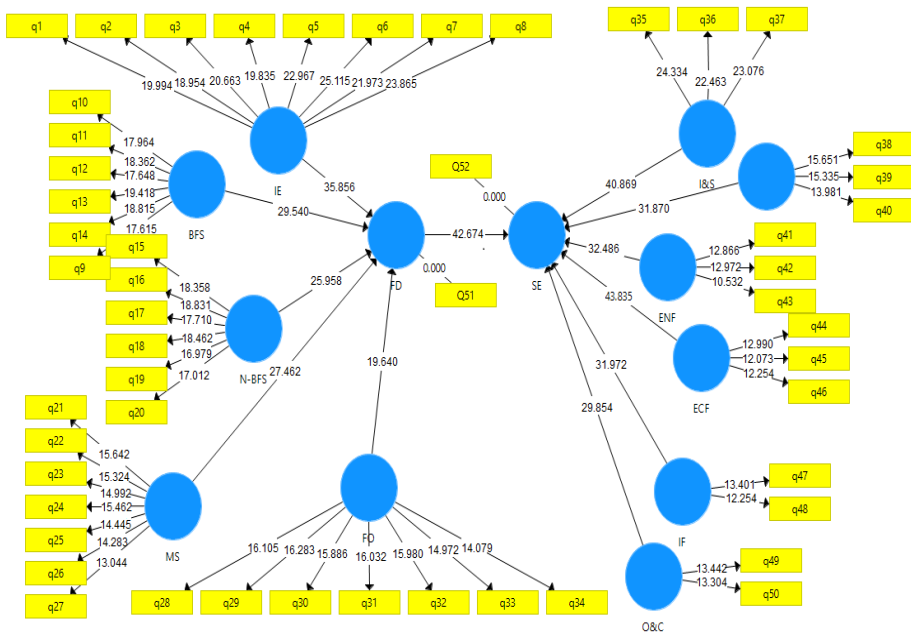 q1
q2
q3
q4
q5
q6
q7
q8
19.994
18.954
20.663
19.835
22.967
25.115
21.973
23.865
IE
35.856
q10
q11
q12
q13
q14
q9
17.964
18.362
17.648
19.418
18.815
17.615
BFS
29.540
q15
q16
q17
q18
q19
q20
18.358
18.831
17.710
18.462
16.979
17.012
N-BFS
25.958
q21
q22
q23
q24
q25
q26
q27
15.642
15.324
14.992
15.462
14.445
14.283
13.044
MS
27.462
q28
q29
q30
q31
q32
q33
q34
16.105
16.283
15.886
16.032
15.980
14.972
14.079
FO
19.640
FD
0.000
Q51
42.674
Q52
0.000
SE
q35
q36
q37
24.334
22.463
23.076
I&S
40.869
q38
q39
q40
15.651
15.335
13.981
31.870
q41
q42
q43
12.866
12.972
10.532
ENF
32.486
q44
q45
q46
12.990
12.073
12.254
ECF
43.835
q47
q48
13.401
12.254
IF
31.972
q49
q50
13.442
13.304
O&C
29.854